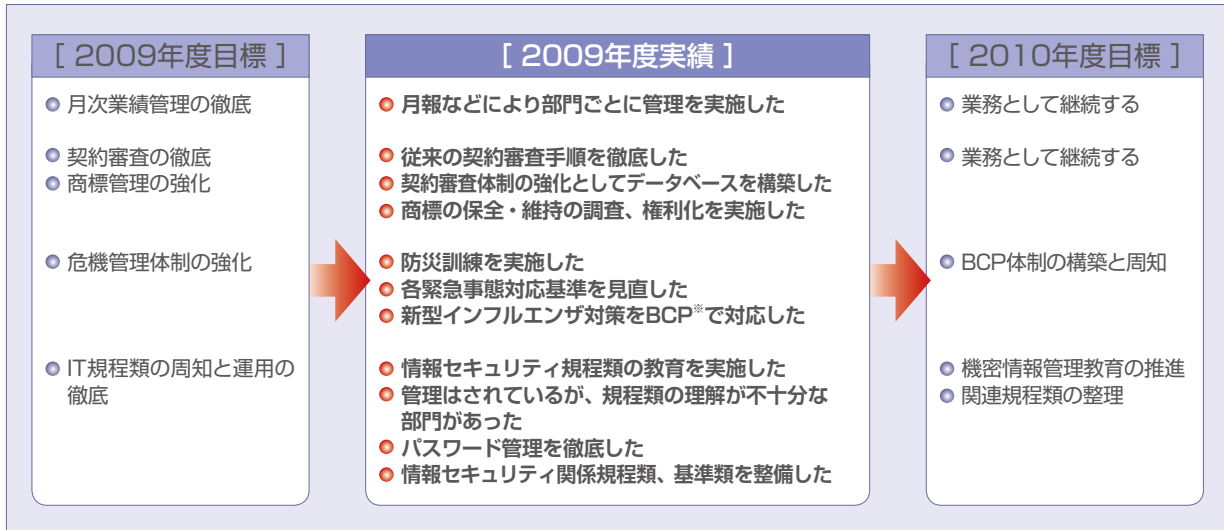 [ 2009年度目標 ]
月次業績管理の徹底
契約審査の徹底
商標管理の強化
危機管理体制の強化
IT規程類の周知と運用の
徹底
[ 2009年度実績 ]
月報などにより部門ごとに管理を実施した
従来の契約審査手順を徹底した
契約審査体制の強化としてデータベースを構築した
商標の保全・維持の調査、権利化を実施した
防災訓練を実施した
各緊急事態対応基準を見直した
新型インフルエンザ対策をBCP※で対応した
情報セキュリティ規程類の教育を実施した
管理はされているが、規程類の理解が不十分な
部門があった
パスワード管理を徹底した
情報セキュリティ関係規程類、基準類を整備した
[ 2010年度目標 ]
業務として継続する
業務として継続する
BCP体制の構築と周知
機密情報管理教育の推進
関連規程類の整理